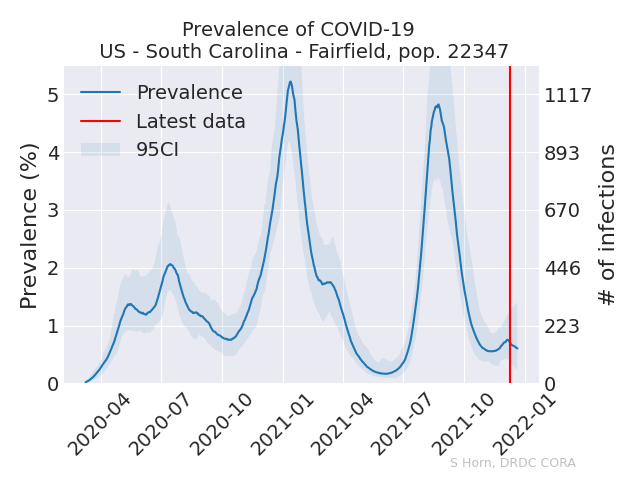 Prevalence of COVID-19
US - South Carolina - Fairfield, pop. 22347
Prevalence
Latest data
95CI
Prevalence (%)
5
4
3
2
1
0
1117
893
670
446
223
0
# of infections
2020-04
2020-07
2020-10
2021-01
2021-04
2021-07
2021-10
2022-01
S Horn, DRDC CORA